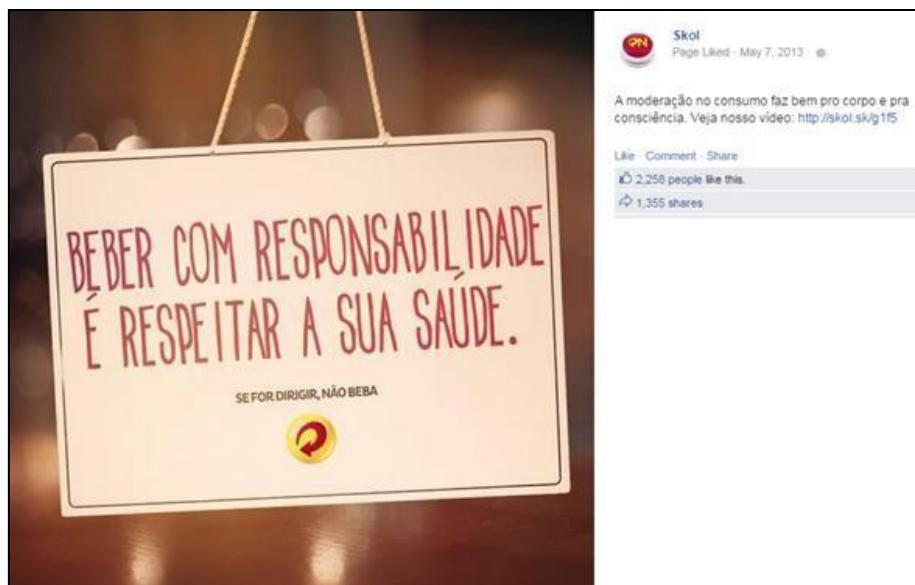 BEBER COM RESPONSABILIDADE
É RESPEITAR A SUA SAÚDE.
SE FOR DIRIGIR, NÃO BEBA
ON
Skol
Page Liked · May 7, 2013 ·
A moderação no consumo faz bem pro corpo e pra
consciência. Veja nosso vídeo: http://skol.sk/g1f5
Like · Comment · Share
2,258 people like this.
1,355 shares